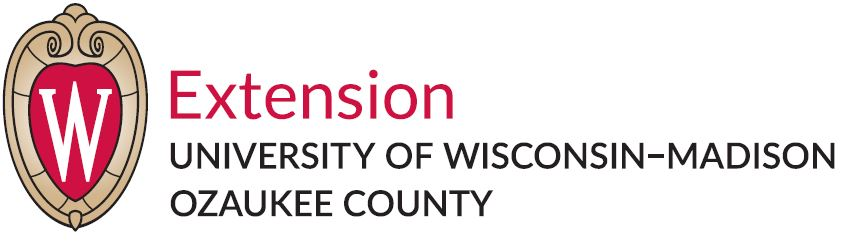 W
Extension
UNIVERSITY OF WISCONSIN–MADISON
OZAUKEE COUNTY